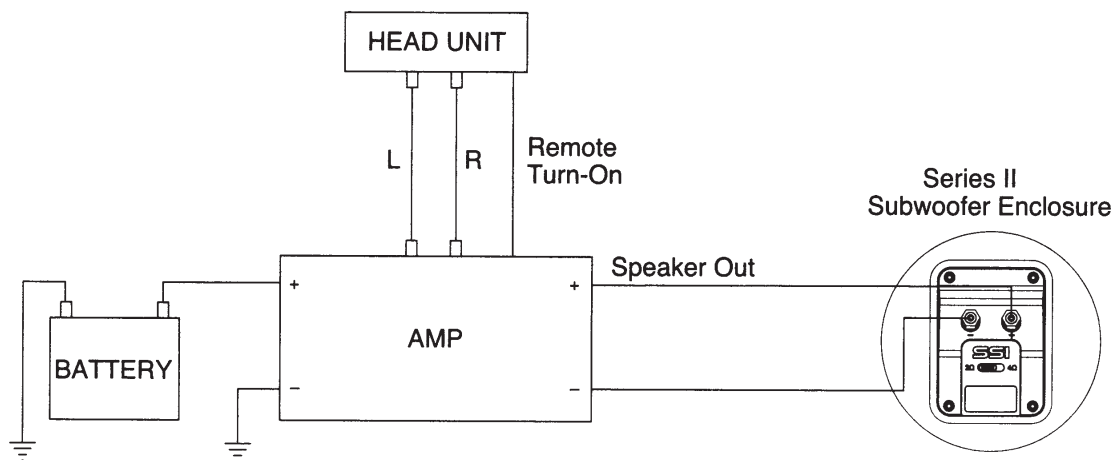 HEAD UNIT
L
R
Remote
Turn-On
Series II
Subwoofer Enclosure
Speaker Out
+
+
AMP
BATTERY
-
+
SSI
2Ω
4Ω
−
−